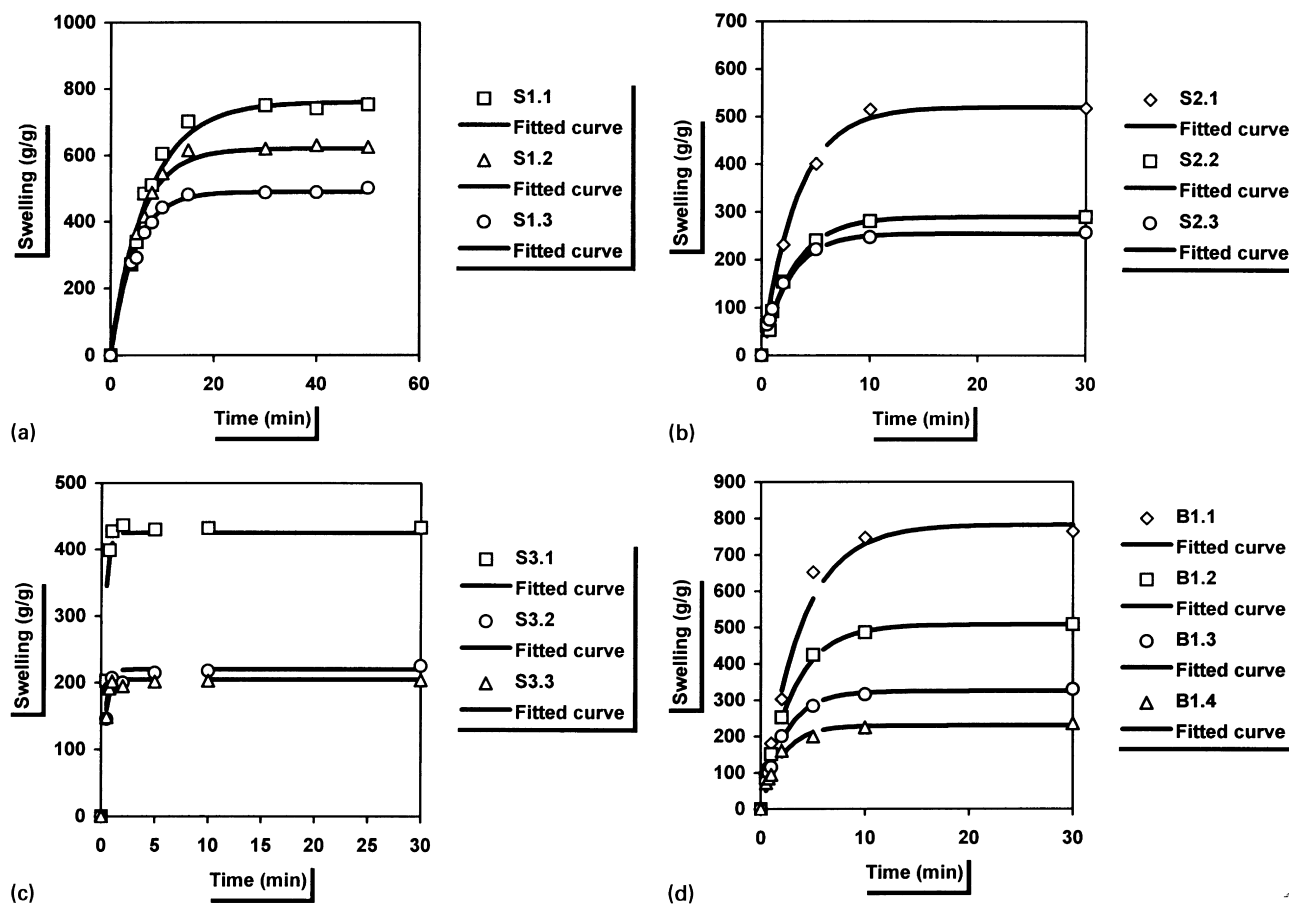 1000
800
600
400
200
0
Swelling (g/g)
0 20 40 60
Time (min)
S1.1
Fitted curve
S1.2
Fitted curve
S1.3
Fitted curve
(a)
700
600
500
400
300
200
100
0
Swelling (g/g)
0 10 20 30
Time (min)
S2.1
Fitted curve
S2.2
Fitted curve
S2.3
Fitted curve
(b)
500
400
300
200
100
0
Swelling (g/g)
0 5 10 15 20 25 30
Time (min)
S3.1
Fitted curve
S3.2
Fitted curve
S3.3
Fitted curve
(c)
900
800
700
600
500
400
300
200
100
0
Swelling (g/g)
0 10 20 30
Time (min)
B1.1
Fitted curve
B1.2
Fitted curve
B1.3
Fitted curve
B1.4
Fitted curve
(d)